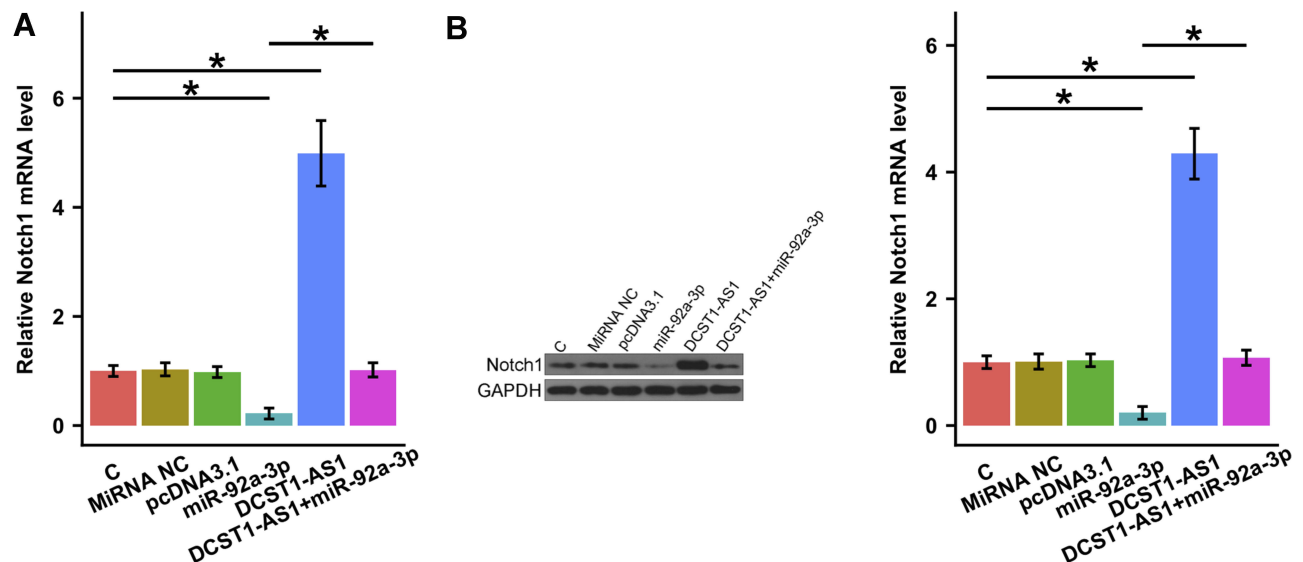 A
Relative Notch1 mRNA level
6
4
2
0
*
*
*
C
MiRNA NC
pcDNA3.1
miR-92a-3p
DCST1-AS1
DCST1-AS1+miR-92a-3p
B
C
MiRNA NC
pcDNA3.1
miR-92a-3p
DCST1-AS1
DCST1-AS1+miR-92a-3p
Notch1
GAPDH
Relative Notch1 mRNA level
6
4
2
0
*
*
*
C
MiRNA NC
pcDNA3.1
miR-92a-3p
DCST1-AS1
DCST1-AS1+miR-92a-3p